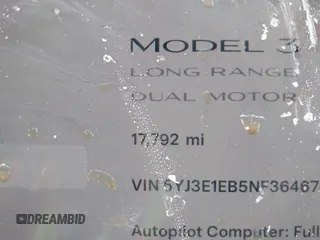 MODEL 3
LONG RANGE
DUAL MOTOR
17,792 mi
VIN 5YJ3E1EB5NF36467
DREAMBID
Autopilot Computer: Full